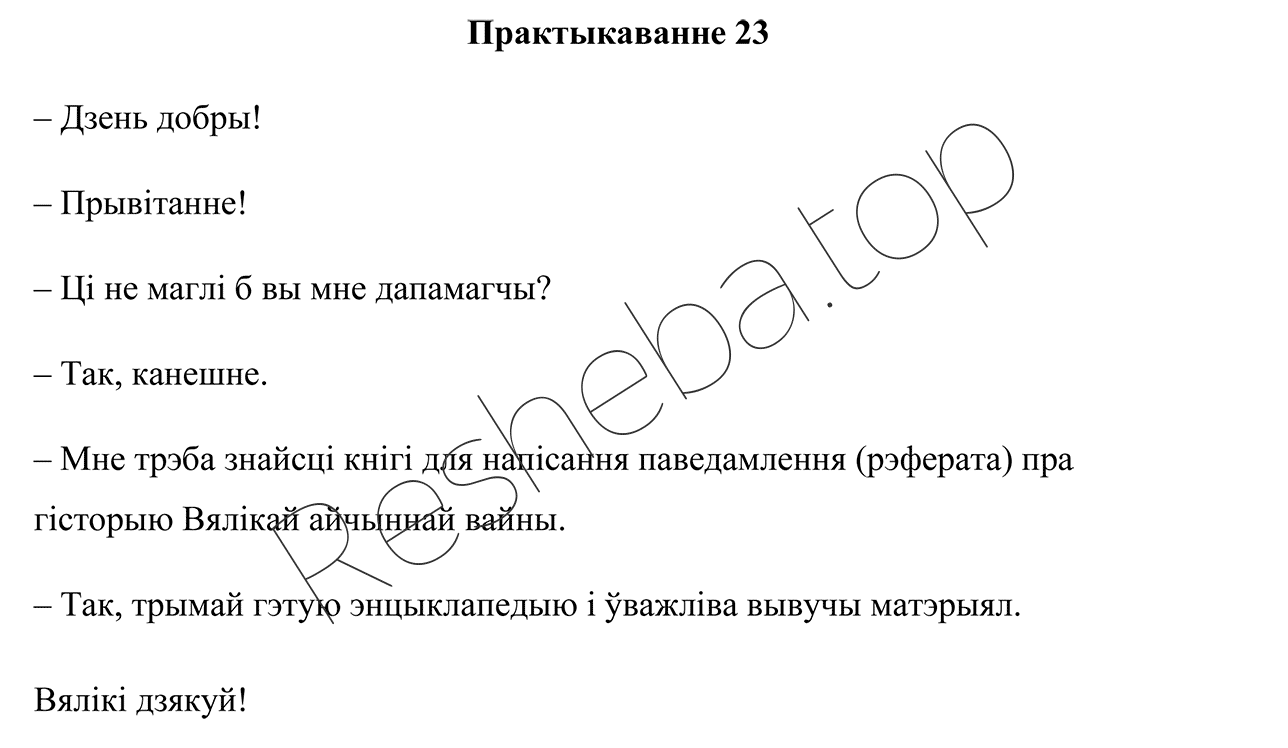 Практыкаванне 23
– Дзень добры!
– Прывітанне!
– Ці не маглі б вы мне дапамагчы?
– Так, канешне.
– Мне трэба знайсці кнігі для напісання паведамлення (рэферата) пра
гісторыю Вялікай айчыннай вайны.
– Так, трымай гэтую энцыклапедыю і ўважліва вывучы матэрыял.
Вялікі дзякуй!
Resheba.top